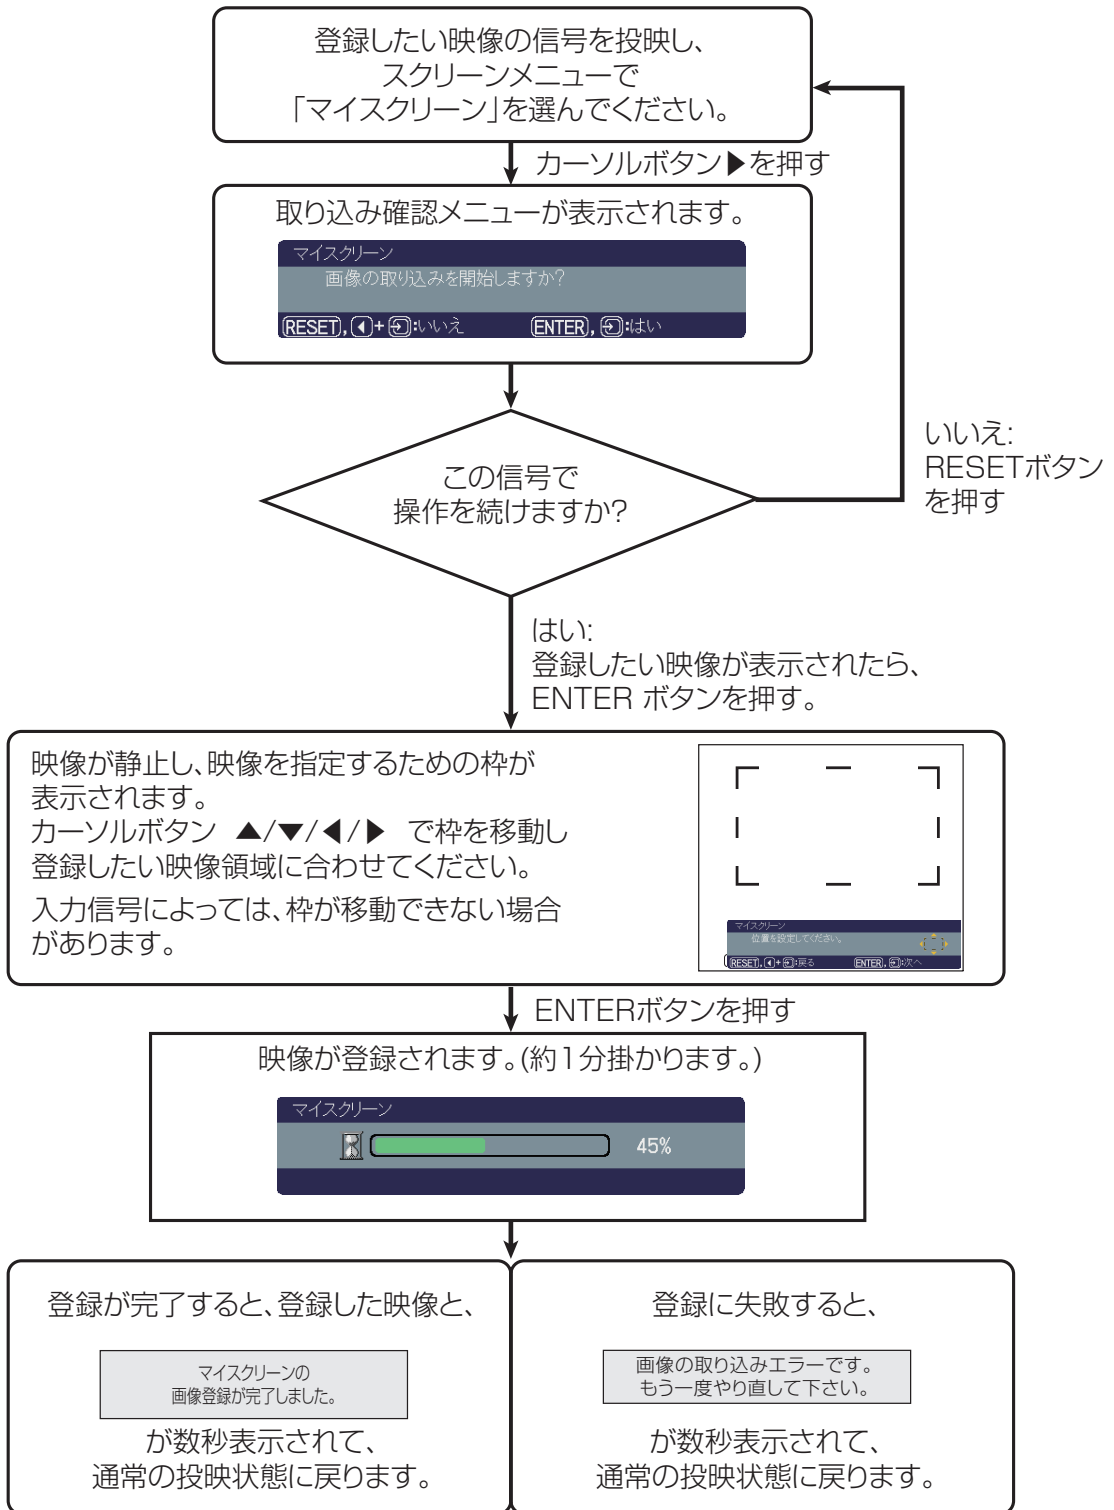 登録したい映像の信号を投映し、
スクリーンメニューで
「マイスクリーン」を選んでください。
カーソルボタン▶を押す
取り込み確認メニューが表示されます。
マイスクリーン
画像の取り込みを開始しますか?
RESET, ◀+:いいえ ENTER, :はい
この信号で
操作を続けますか?
いいえ:
RESETボタン
を押す
はい:
登録したい映像が表示されたら、
ENTER ボタンを押す。
映像が静止し、映像を指定するための枠が
表示されます。
カーソルボタン ▲/▼/◀/▶ で枠を移動し
登録したい映像領域に合わせてください。
入力信号によっては、枠が移動できない場合
があります。
マイスクリーン
位置を設定してください。
RESET, ◀+:戻る ENTER, :次へ
ENTERボタンを押す
映像が登録されます。(約1分掛かります。)
マイスクリーン
45%
登録が完了すると、登録した映像と、
マイスクリーンの
画像登録が完了しました。
が数秒表示されて、
通常の投映状態に戻ります。
登録に失敗すると、
画像の取り込みエラーです。
もう一度やり直して下さい。
が数秒表示されて、
通常の投映状態に戻ります。